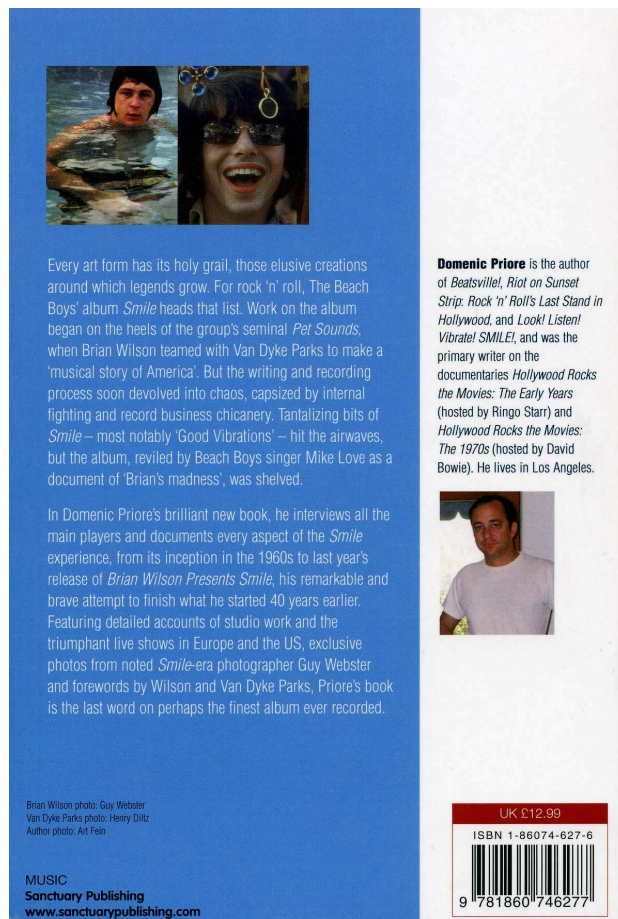 Every art form has its holy grail, those elusive creations
around which legends grow. For rock 'n' roll, The Beach
Boys' album Smile heads that list. Work on the album
began on the heels of the group's seminal Pet Sounds,
when Brian Wilson teamed with Van Dyke Parks to make a
'musical story of America'. But the writing and recording
process soon devolved into chaos, capsized by internal
fighting and record business chicanery. Tantalizing bits of
Smile – most notably 'Good Vibrations' – hit the airwaves,
but the album, reviled by Beach Boys singer Mike Love as a
document of 'Brian's madness', was shelved.
In Domenic Priore's brilliant new book, he interviews all the
main players and documents every aspect of the Smile
experience, from its inception in the 1960s to last year's
release of Brian Wilson Presents Smile, his remarkable and
brave attempt to finish what he started 40 years earlier.
Featuring detailed accounts of studio work and the
triumphant live shows in Europe and the US, exclusive
photos from noted Smile-era photographer Guy Webster
and forewords by Wilson and Van Dyke Parks, Priore's book
is the last word on perhaps the finest album ever recorded.
Domenic Priore is the author
of Beatsville!, Riot on Sunset
Strip: Rock 'n' Roll's Last Stand in
Hollywood, and Look! Listen!
Vibrate! SMILE!, and was the
primary writer on the
documentaries Hollywood Rocks
the Movies: The Early Years
(hosted by Ringo Starr) and
Hollywood Rocks the Movies:
The 1970s (hosted by David
Bowie). He lives in Los Angeles.
Brian Wilson photo: Guy Webster
Van Dyke Parks photo: Henry Diltz
Author photo: Art Fein
MUSIC
Sanctuary Publishing
www.sanctuarypublishing.com
UK £12.99
ISBN 1-86074-627-6
9 781860 746277